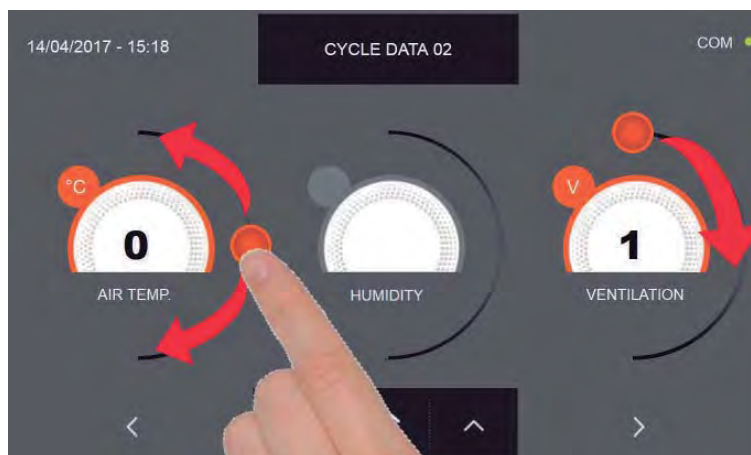 14/04/2017 - 15:18
CYCLE DATA 02
COM
°C
V
0
1
AIR TEMP.
HUMIDITY
VENTILATION